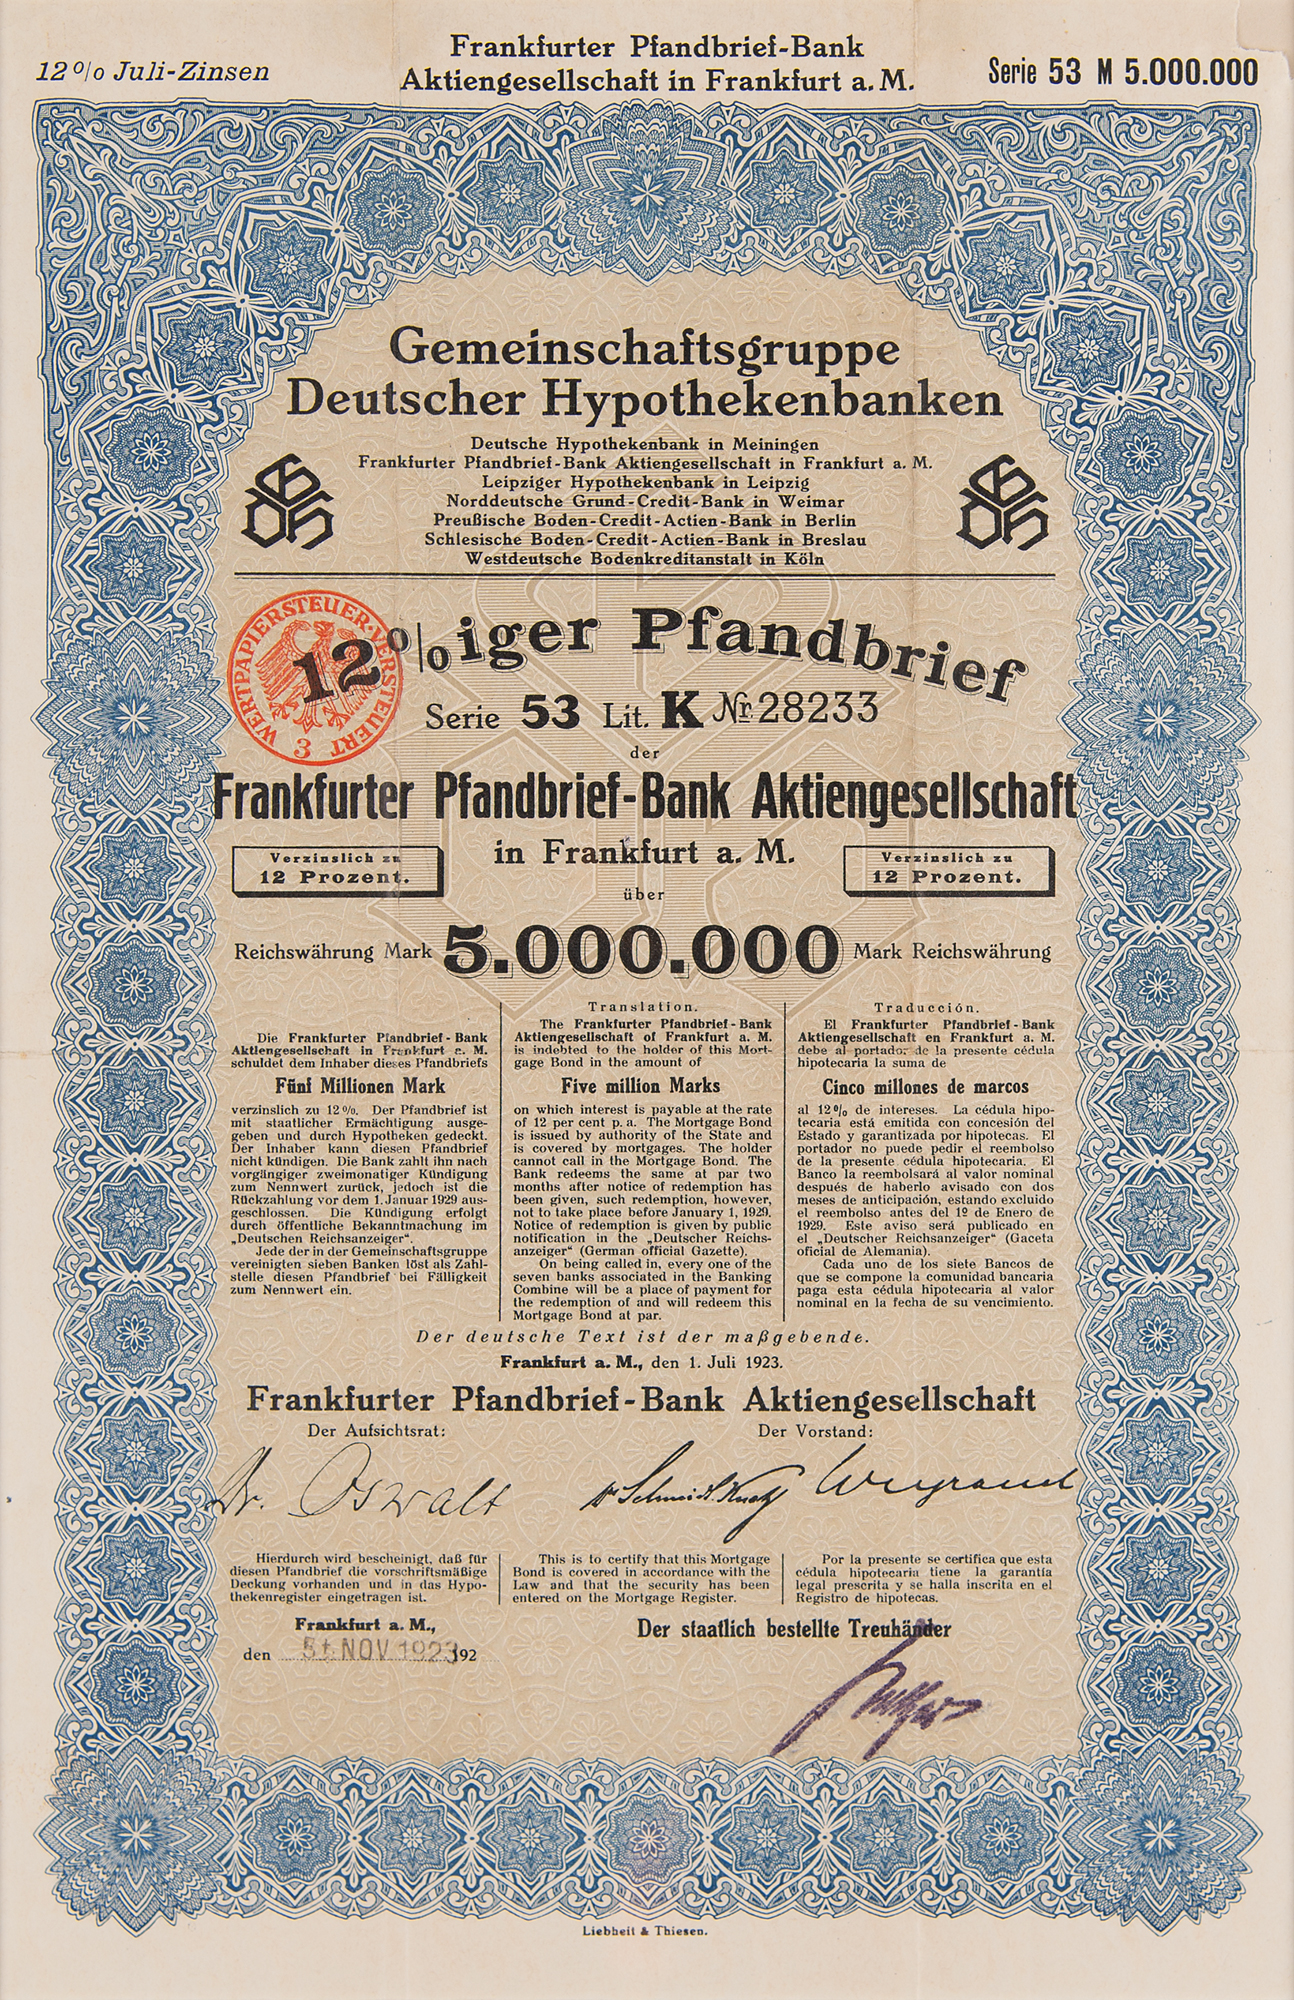 12% Juli-Zinsen
Frankfurter Pfandbrief-Bank
Aktiengesellschaft in Frankfurt a. M.
Serie 53 M 5.000.000
Gemeinschaftsgruppe
Deutscher Hypothekenbanken
Deutsche Hypothekenbank in Meiningen
Frankfurter Pfandbrief-Bank Aktiengesellschaft in Frankfurt a. M.
Leipziger Hypothekenbank in Leipzig
Norddeutsche Grund-Credit-Bank in Weimar
Preußische Boden-Credit-Actien-Bank in Berlin
Schlesische Boden-Credit-Actien-Bank in Breslau
Westdeutsche Bodenkreditanstalt in Köln
WERTPAPIERSTEUER·VERSTEUERT 3
12%iger Pfandbrief
Serie 53 Lit. K Nr. 28233
der
Frankfurter Pfandbrief-Bank Aktiengesellschaft
in Frankfurt a. M.
Verzinslich zu
12 Prozent.
Verzinslich zu
12 Prozent.
über
Reichswährung Mark 5.000.000 Mark Reichswährung
Die Frankfurter Pfandbrief-Bank
Aktiengesellschaft in Frankfurt a. M.
schuldet dem Inhaber dieses Pfandbriefs
Fünf Millionen Mark
verzinslich zu 12%. Der Pfandbrief ist
mit staatlicher Ermächtigung ausge-
geben und durch Hypotheken gedeckt.
Der Inhaber kann diesen Pfandbrief
nicht kündigen. Die Bank zahlt ihn nach
vorgängiger zweimonatiger Kündigung
zum Nennwert zurück, jedoch ist die
Rückzahlung vor dem 1. Januar 1929 aus-
geschlossen. Die Kündigung erfolgt
durch öffentliche Bekanntmachung im
„Deutschen Reichsanzeiger“.
Jede der in der Gemeinschaftsgruppe
vereinigten sieben Banken löst als Zahl-
stelle diesen Pfandbrief bei Fälligkeit
zum Nennwert ein.
Translation.
The Frankfurter Pfandbrief-Bank
Aktiengesellschaft of Frankfurt a. M.
is indebted to the holder of this Mort-
gage Bond in the amount of
Five million Marks
on which interest is payable at the rate
of 12 per cent p. a. The Mortgage Bond
is issued by authority of the State and
is covered by mortgages. The holder
cannot call in the Mortgage Bond. The
Bank redeems the same at par two
months after notice of redemption has
been given, such redemption, however,
not to take place before January 1, 1929.
Notice of redemption is given by public
notification in the „Deutscher Reichs-
anzeiger“ (German official Gazette).
On being called in, every one of the
seven banks associated in the Banking
Combine will be a place of payment for
the redemption of and will redeem this
Mortgage Bond at par.
Traducción.
El Frankfurter Pfandbrief-Bank
Aktiengesellschaft en Frankfurt a. M.
debe al portador de la presente cédula
hipotecaria la suma de
Cinco millones de marcos
al 12% de intereses. La cédula hipo-
tecaria está emitida con concesión del
Estado y garantizada por hipotecas. El
portador no puede pedir el reembolso
de la presente cédula hipotecaria. El
Banco la reembolsará al valor nominal
después de haberlo avisado con dos
meses de anticipación, estando excluido
el reembolso antes del 1º de Enero de
1929. Este aviso será publicado en
el „Deutscher Reichsanzeiger“ (Gaceta
oficial de Alemania).
Cada uno de los siete Bancos de
que se compone la comunidad bancaria
paga esta cédula hipotecaria al valor
nominal en la fecha de su vencimiento.
Der deutsche Text ist der maßgebende.
Frankfurt a. M., den 1. Juli 1923.
Frankfurter Pfandbrief-Bank Aktiengesellschaft
Der Aufsichtsrat:
Der Vorstand:
Dr. Oswalt
Hierdurch wird bescheinigt, daß für
diesen Pfandbrief die vorschriftsmäßige
Deckung vorhanden und in das Hypo-
thekenregister eingetragen ist.
This is to certify that this Mortgage
Bond is covered in accordance with the
Law and that the security has been
entered on the Mortgage Register.
Por la presente se certifica que esta
cédula hipotecaria tiene la garantía
legal prescrita y se halla inscrita en el
Registro de hipotecas.
Frankfurt a. M.,
den NOV 1923 192
Der staatlich bestellte Treuhänder
Liebheit & Thiesen.